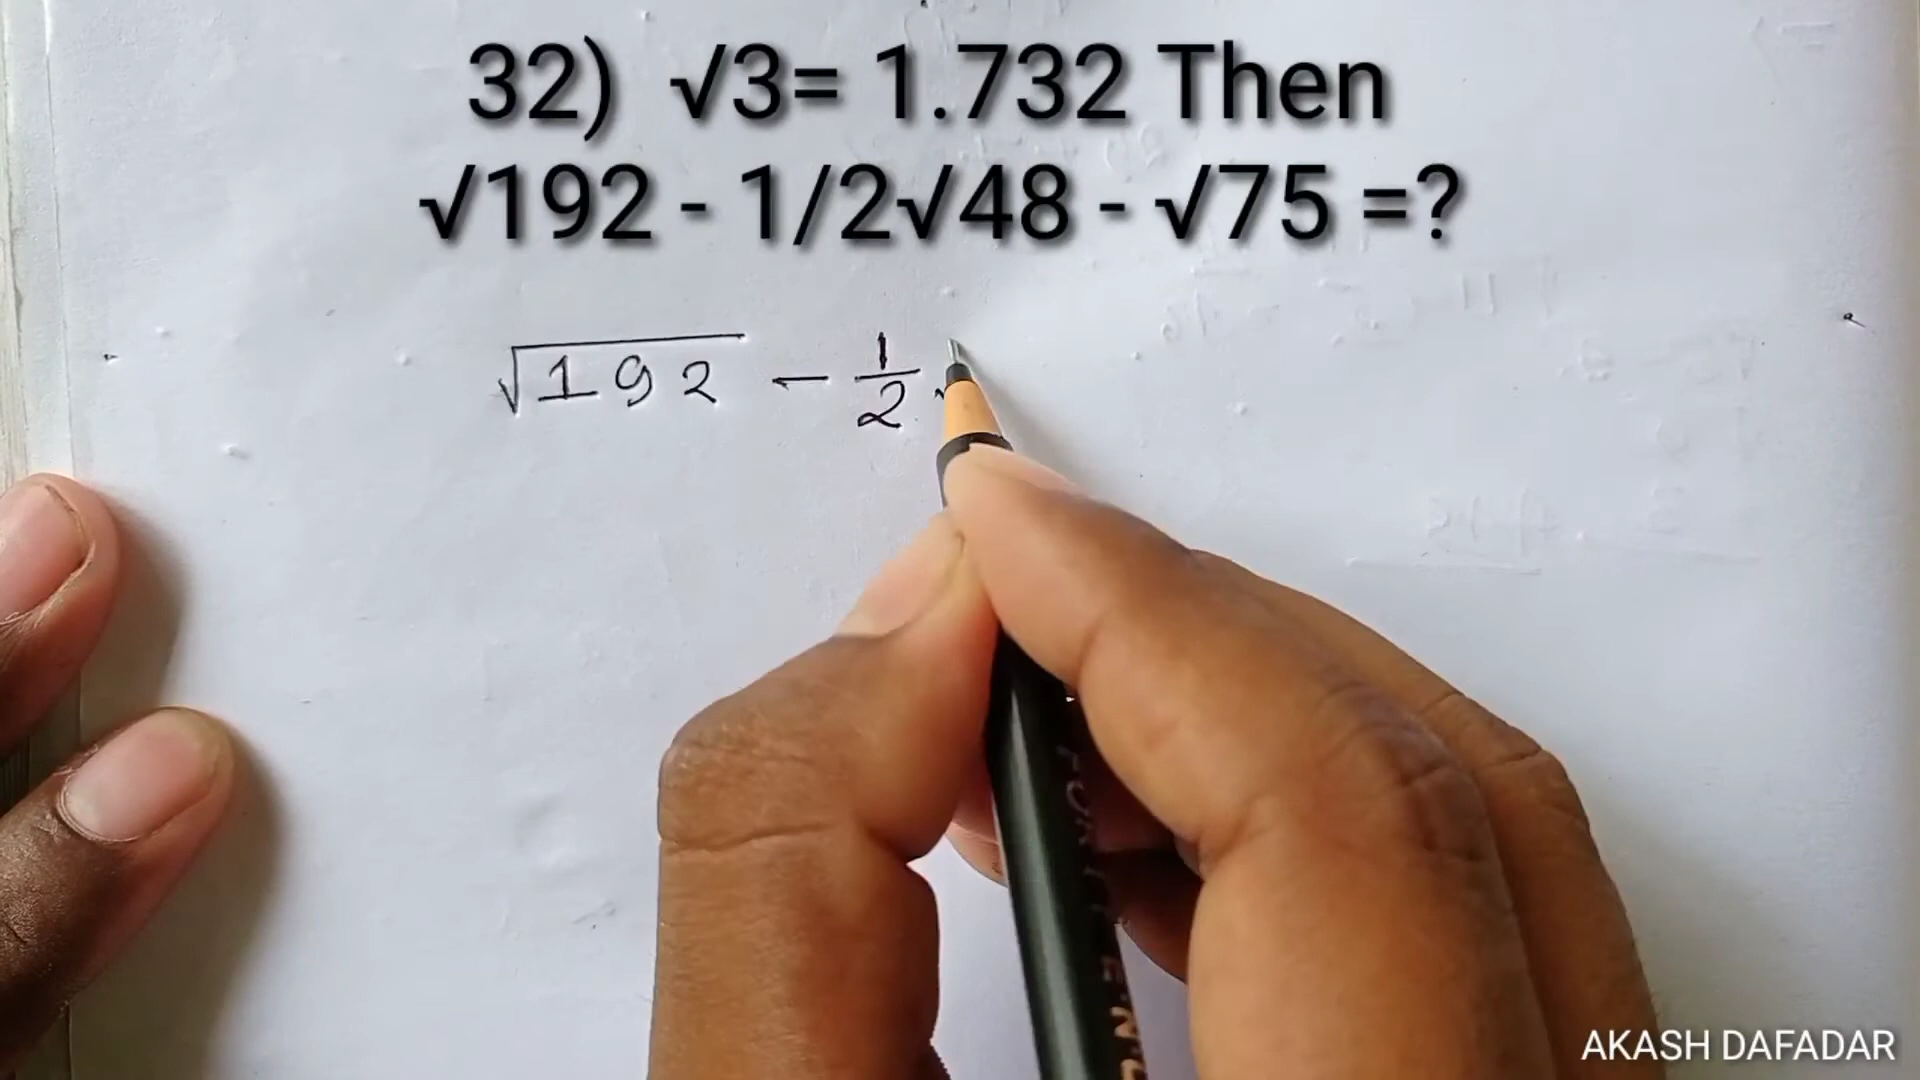 32) √3= 1.732 Then
√192 - 1/2√48 - √75 =?
√192 - 1/2
AKASH DAFADAR